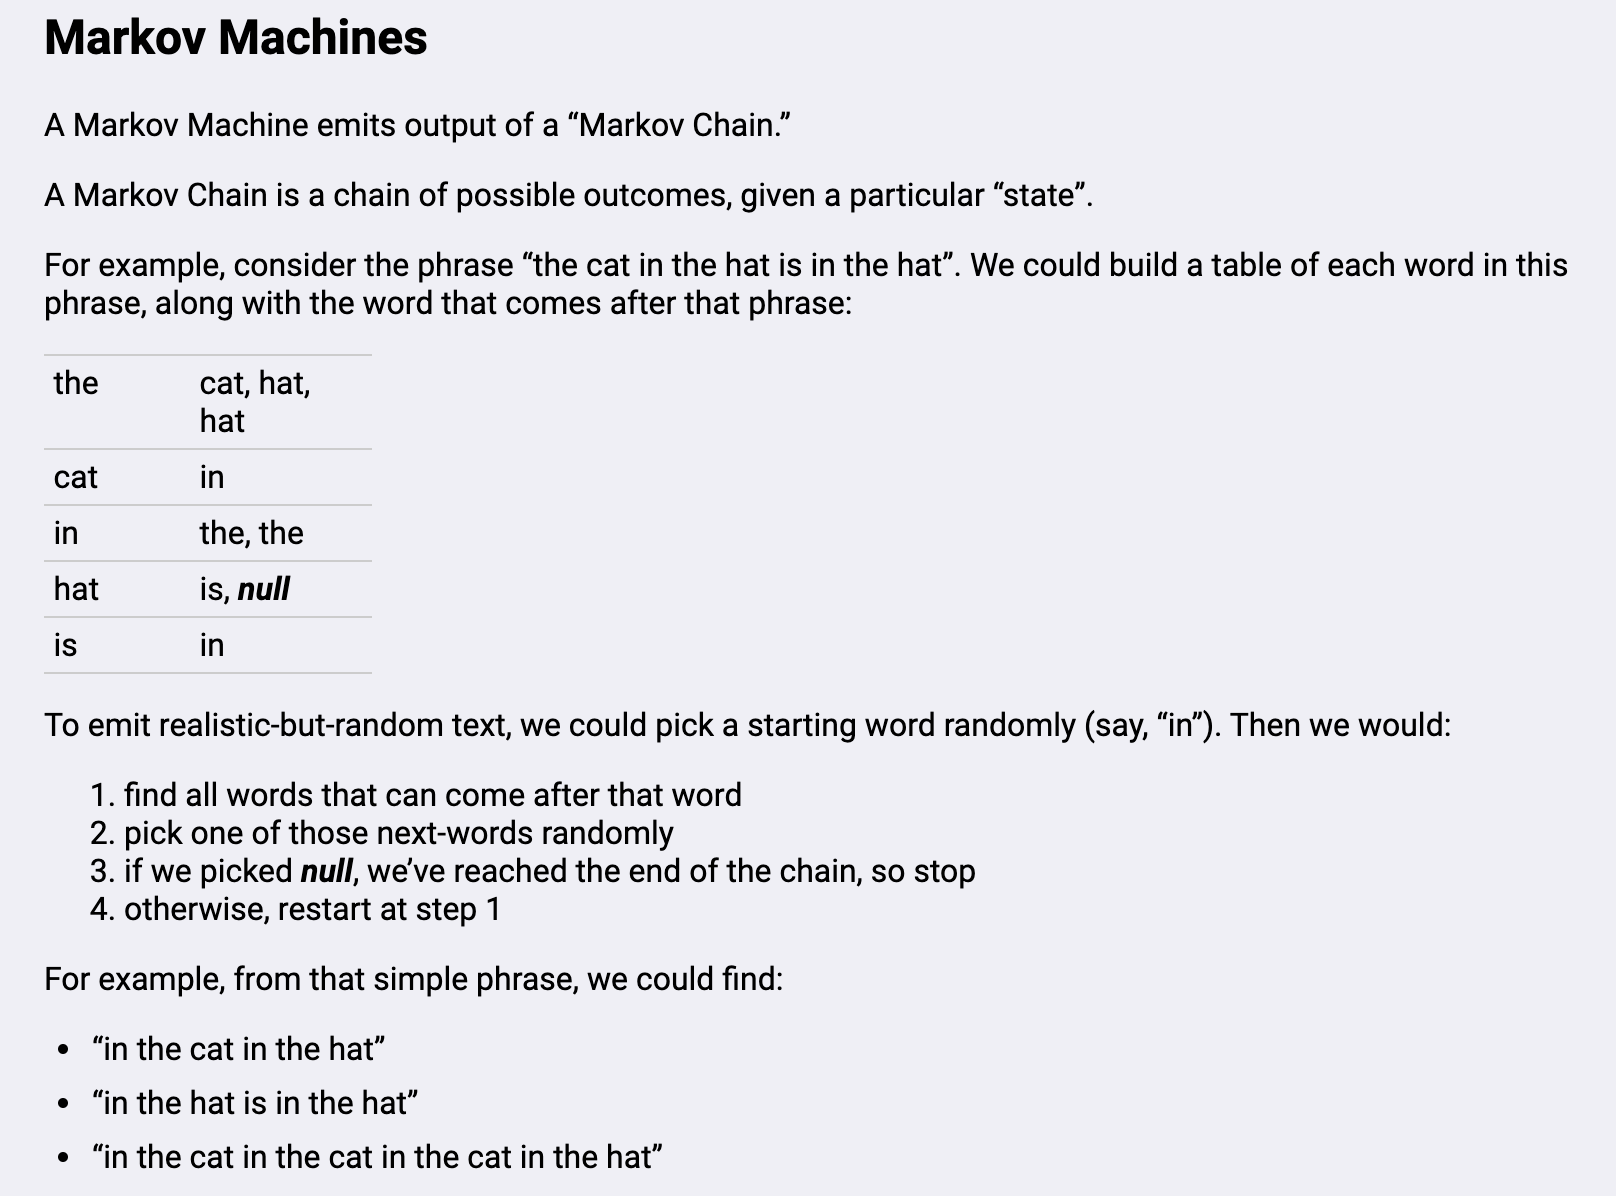 Markov Machines
A Markov Machine emits output of a “Markov Chain.”
A Markov Chain is a chain of possible outcomes, given a particular “state”.
For example, consider the phrase “the cat in the hat is in the hat”. We could build a table of each word in this
phrase, along with the word that comes after that phrase:
the cat, hat,
hat
cat in
in the, the
hat is, null
is in
To emit realistic-but-random text, we could pick a starting word randomly (say, “in”). Then we would:
1. find all words that can come after that word
2. pick one of those next-words randomly
3. if we picked null, we’ve reached the end of the chain, so stop
4. otherwise, restart at step 1
For example, from that simple phrase, we could find:
• “in the cat in the hat”
• “in the hat is in the hat”
• “in the cat in the cat in the cat in the hat”